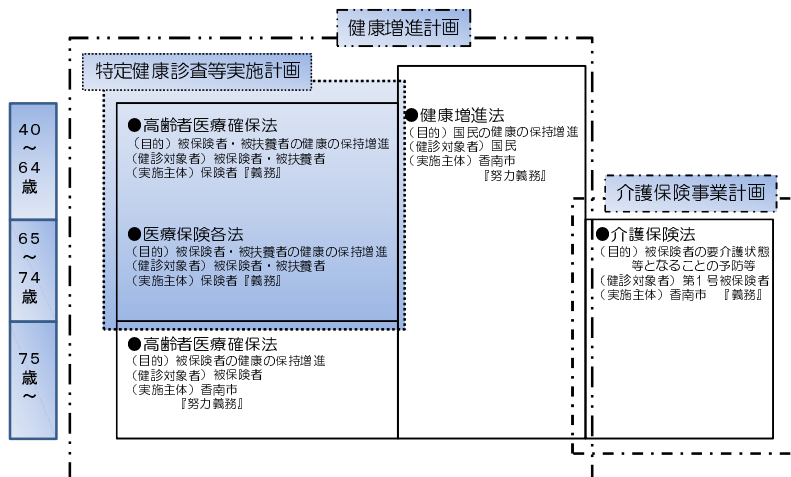 健康増進計画
特定健康診査等実施計画
40
～
64
歳
●高齢者医療確保法
（目的）被保険者・被扶養者の健康の保持増進
（健診対象者）被保険者・被扶養者
（実施主体）保険者『義務』
●健康増進法
（目的）国民の健康の保持増進
（健診対象者）国民
（実施主体）香南市
『努力義務』
介護保険事業計画
65
～
74
歳
●医療保険各法
（目的）被保険者・被扶養者の健康の保持増進
（健診対象者）被保険者・被扶養者
（実施主体）保険者『義務』
●介護保険法
（目的）被保険者の要介護状態
等となることの予防等
（健診対象者）第１号被保険者
（実施主体）香南市　『義務』
75
歳
～
●高齢者医療確保法
（目的）被保険者の健康の保持増進
（健診対象者）被保険者
（実施主体）香南市
『努力義務』